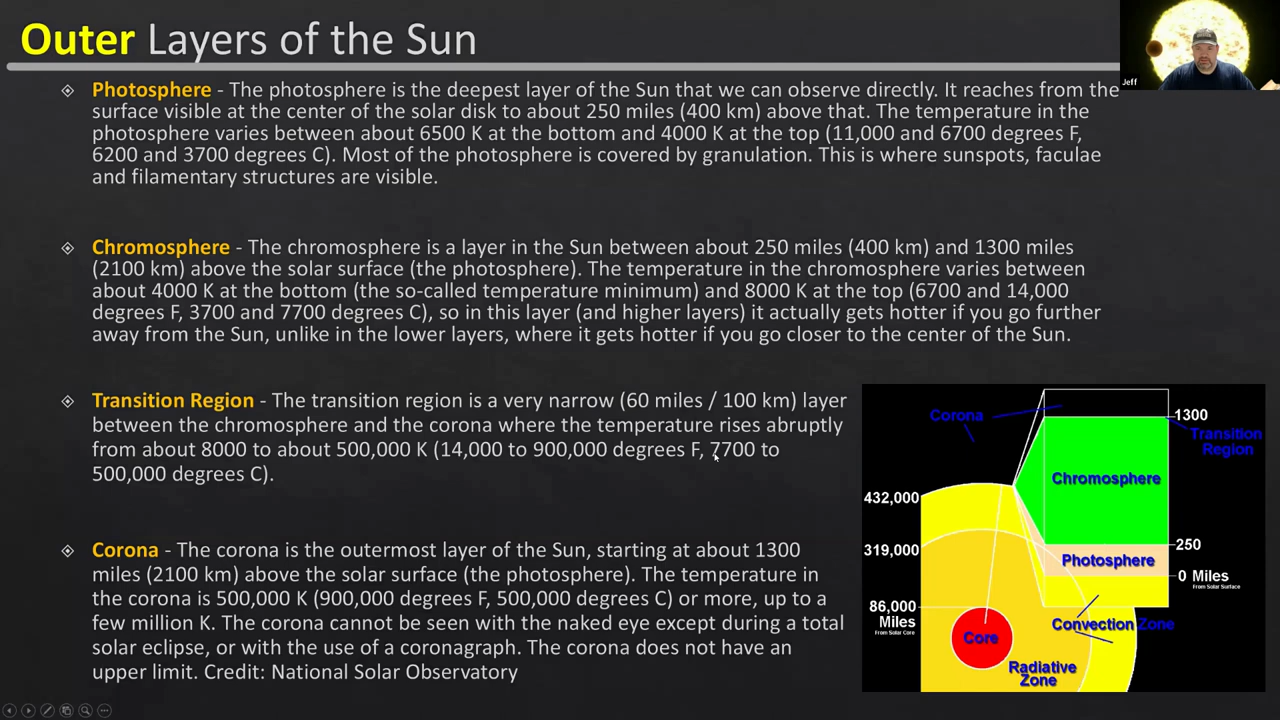 Outer Layers of the Sun
Jeff
Photosphere - The photosphere is the deepest layer of the Sun that we can observe directly. It reaches from the
surface visible at the center of the solar disk to about 250 miles (400 km) above that. The temperature in the
photosphere varies between about 6500 K at the bottom and 4000 K at the top (11,000 and 6700 degrees F,
6200 and 3700 degrees C). Most of the photosphere is covered by granulation. This is where sunspots, faculae
and filamentary structures are visible.
Chromosphere - The chromosphere is a layer in the Sun between about 250 miles (400 km) and 1300 miles
(2100 km) above the solar surface (the photosphere). The temperature in the chromosphere varies between
about 4000 K at the bottom (the so-called temperature minimum) and 8000 K at the top (6700 and 14,000
degrees F, 3700 and 7700 degrees C), so in this layer (and higher layers) it actually gets hotter if you go further
away from the Sun, unlike in the lower layers, where it gets hotter if you go closer to the center of the Sun.
Transition Region - The transition region is a very narrow (60 miles / 100 km) layer
between the chromosphere and the corona where the temperature rises abruptly
from about 8000 to about 500,000 K (14,000 to 900,000 degrees F, 7700 to
500,000 degrees C).
Corona - The corona is the outermost layer of the Sun, starting at about 1300
miles (2100 km) above the solar surface (the photosphere). The temperature in
the corona is 500,000 K (900,000 degrees F, 500,000 degrees C) or more, up to a
few million K. The corona cannot be seen with the naked eye except during a total
solar eclipse, or with the use of a coronagraph. The corona does not have an
upper limit. Credit: National Solar Observatory
Corona
1300
Transition
Region
Chromosphere
432,000
319,000
250
Photosphere
0 Miles
From Solar Surface
86,000
Miles
From Solar Core
Convection Zone
Core
Radiative
Zone